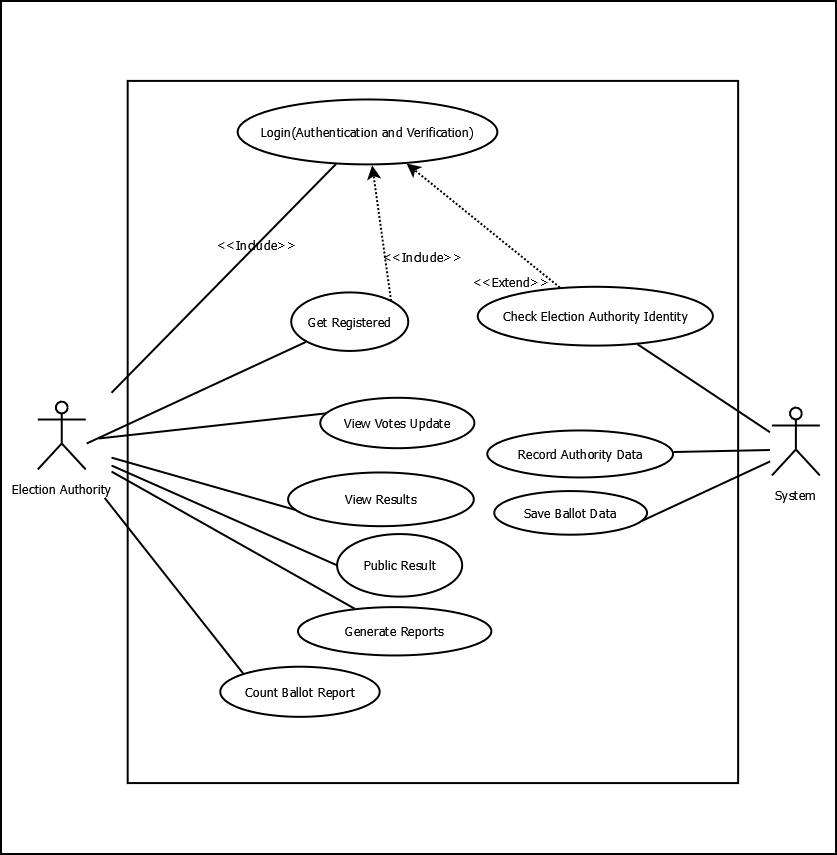 Login(Authentication and Verification)
<<Include>>
<<Include>>
<<Extend>>
Get Registered
Check Election Authority Identity
View Votes Update
Record Authority Data
Election Authority
System
View Results
Save Ballot Data
Public Result
Generate Reports
Count Ballot Report